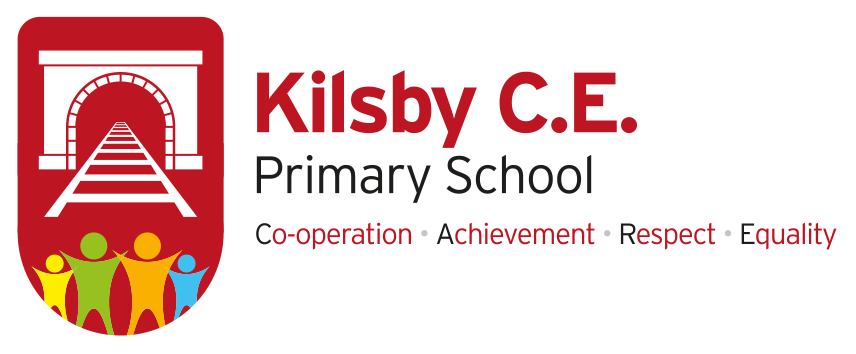 Kilsby C.E.
Primary School
Co-operation • Achievement • Respect • Equality